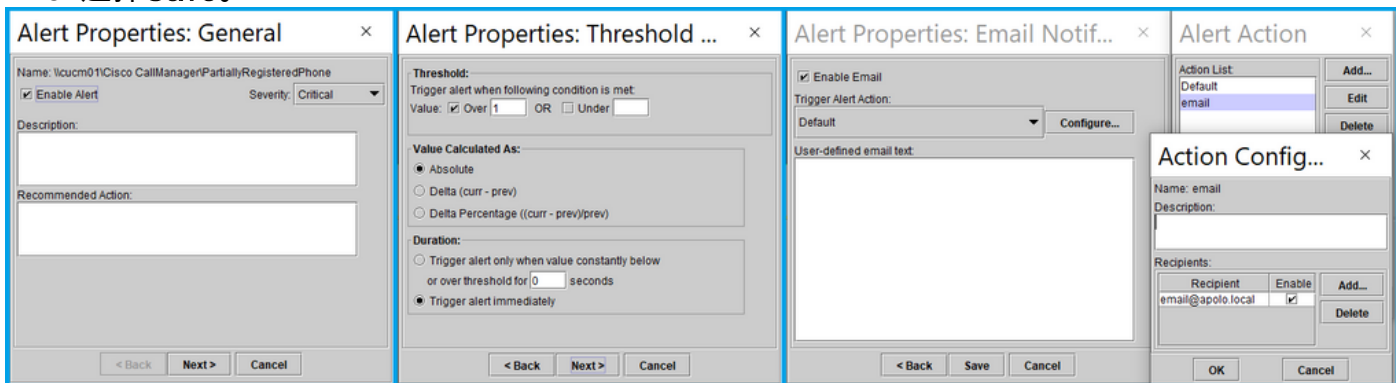 选择 Save。
Alert Properties: General
Name: \\cucm01\Cisco CallManager\PartiallyRegisteredPhone
Enable Alert
Severity: Critical
Description:
Recommended Action:
< Back Next > Cancel
Alert Properties: Threshold ...
Threshold:
Trigger alert when following condition is met:
Value: Over 1 OR Under
Value Calculated As:
Absolute
Delta (curr - prev)
Delta Percentage ((curr - prev)/prev)
Duration:
Trigger alert only when value constantly below
or over threshold for 0 seconds
Trigger alert immediately
< Back Next > Cancel
Alert Properties: Email Notif...
Enable Email
Trigger Alert Action:
Default Configure...
User-defined email text:
< Back Save Cancel
Alert Action
Action List:
Default
email
Add...
Edit
Delete
Action Config...
Name: email
Description:
Recipients:
Recipient Enable
email@apolo.local
Add...
Delete
OK Cancel